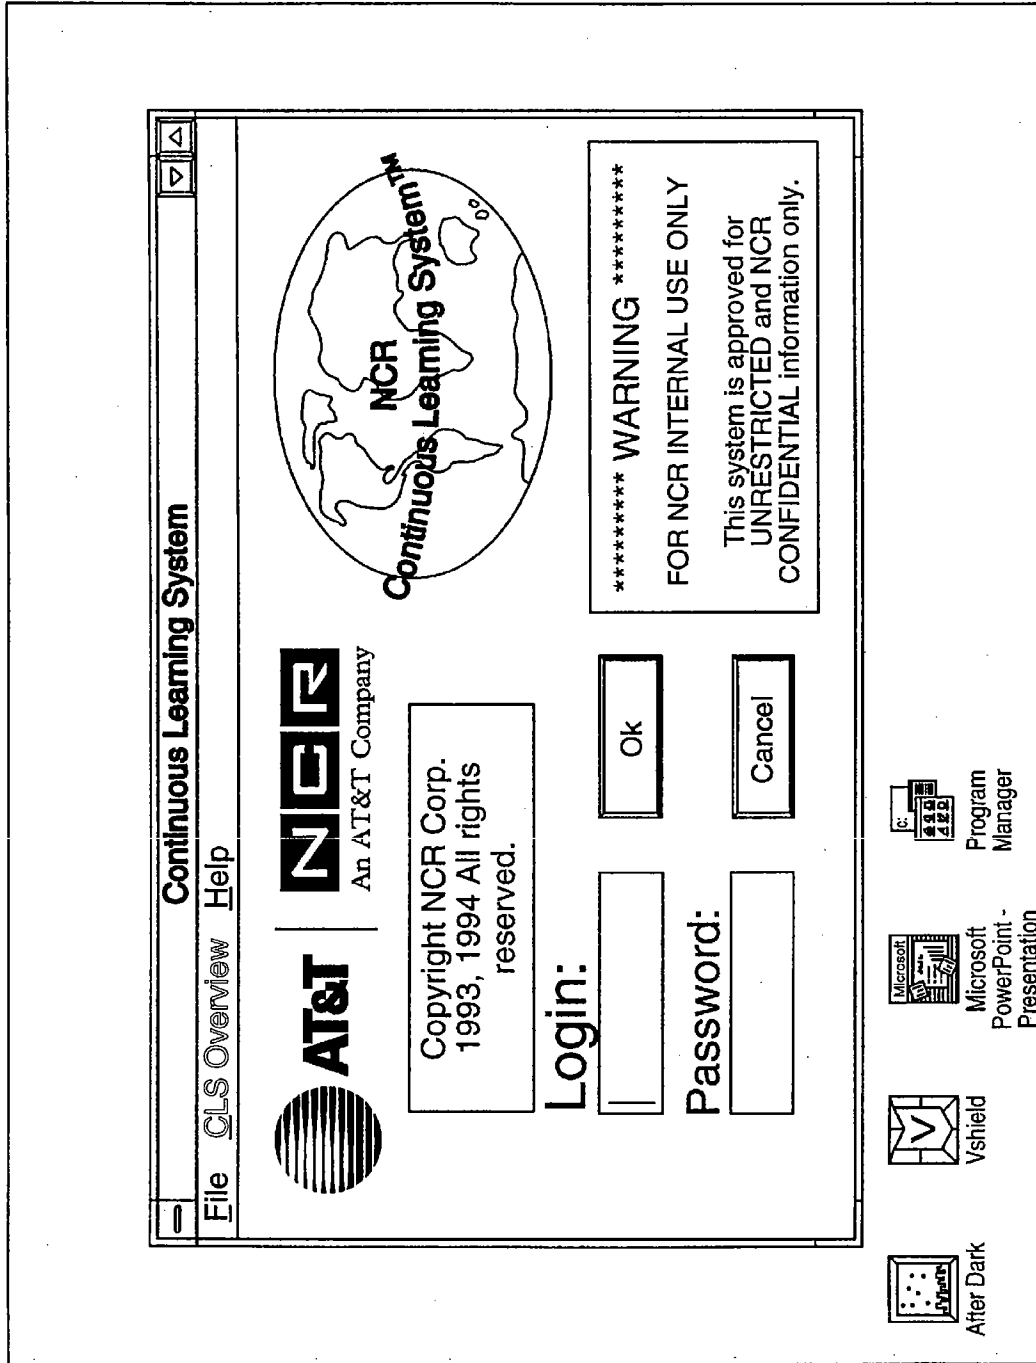 Continuous Learning System
File CLS Overview Help
AT&T
NCR
An AT&T Company
NCR
Continuous Learning System™
Copyright NCR Corp.
1993, 1994 All rights
reserved.
Login:
Ok
Password:
Cancel
********* WARNING *********
FOR NCR INTERNAL USE ONLY
This system is approved for
UNRESTRICTED and NCR
CONFIDENTIAL information only.
After Dark
V
Vshield
Microsoft
Microsoft
PowerPoint -
Presentation
c:
Program
Manager